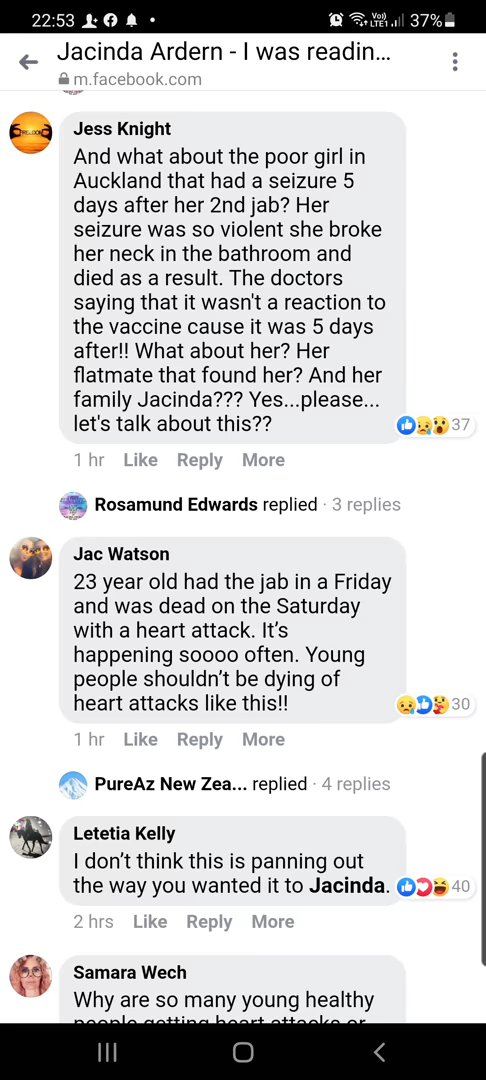 22:53
Vo))
LTE1
37%
Jacinda Ardern - I was readin...
m.facebook.com
Jess Knight
And what about the poor girl in
Auckland that had a seizure 5
days after her 2nd jab? Her
seizure was so violent she broke
her neck in the bathroom and
died as a result. The doctors
saying that it wasn't a reaction to
the vaccine cause it was 5 days
after!! What about her? Her
flatmate that found her? And her
family Jacinda??? Yes...please...
let's talk about this??
37
1 hr Like Reply More
Rosamund Edwards replied · 3 replies
Jac Watson
23 year old had the jab in a Friday
and was dead on the Saturday
with a heart attack. It’s
happening soooo often. Young
people shouldn’t be dying of
heart attacks like this!!
30
1 hr Like Reply More
PureAz New Zea... replied · 4 replies
Letetia Kelly
I don’t think this is panning out
the way you wanted it to Jacinda.
40
2 hrs Like Reply More
Samara Wech
Why are so many young healthy
people getting heart attacks or